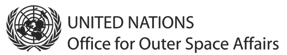 UNITED NATIONS
Office for Outer Space Affairs